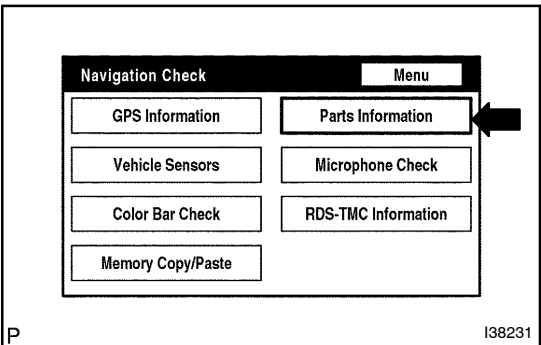 Navigation Check Menu
GPS Information Parts Information
Vehicle Sensors Microphone Check
Color Bar Check RDS-TMC Information
Memory Copy/Paste
P I38231